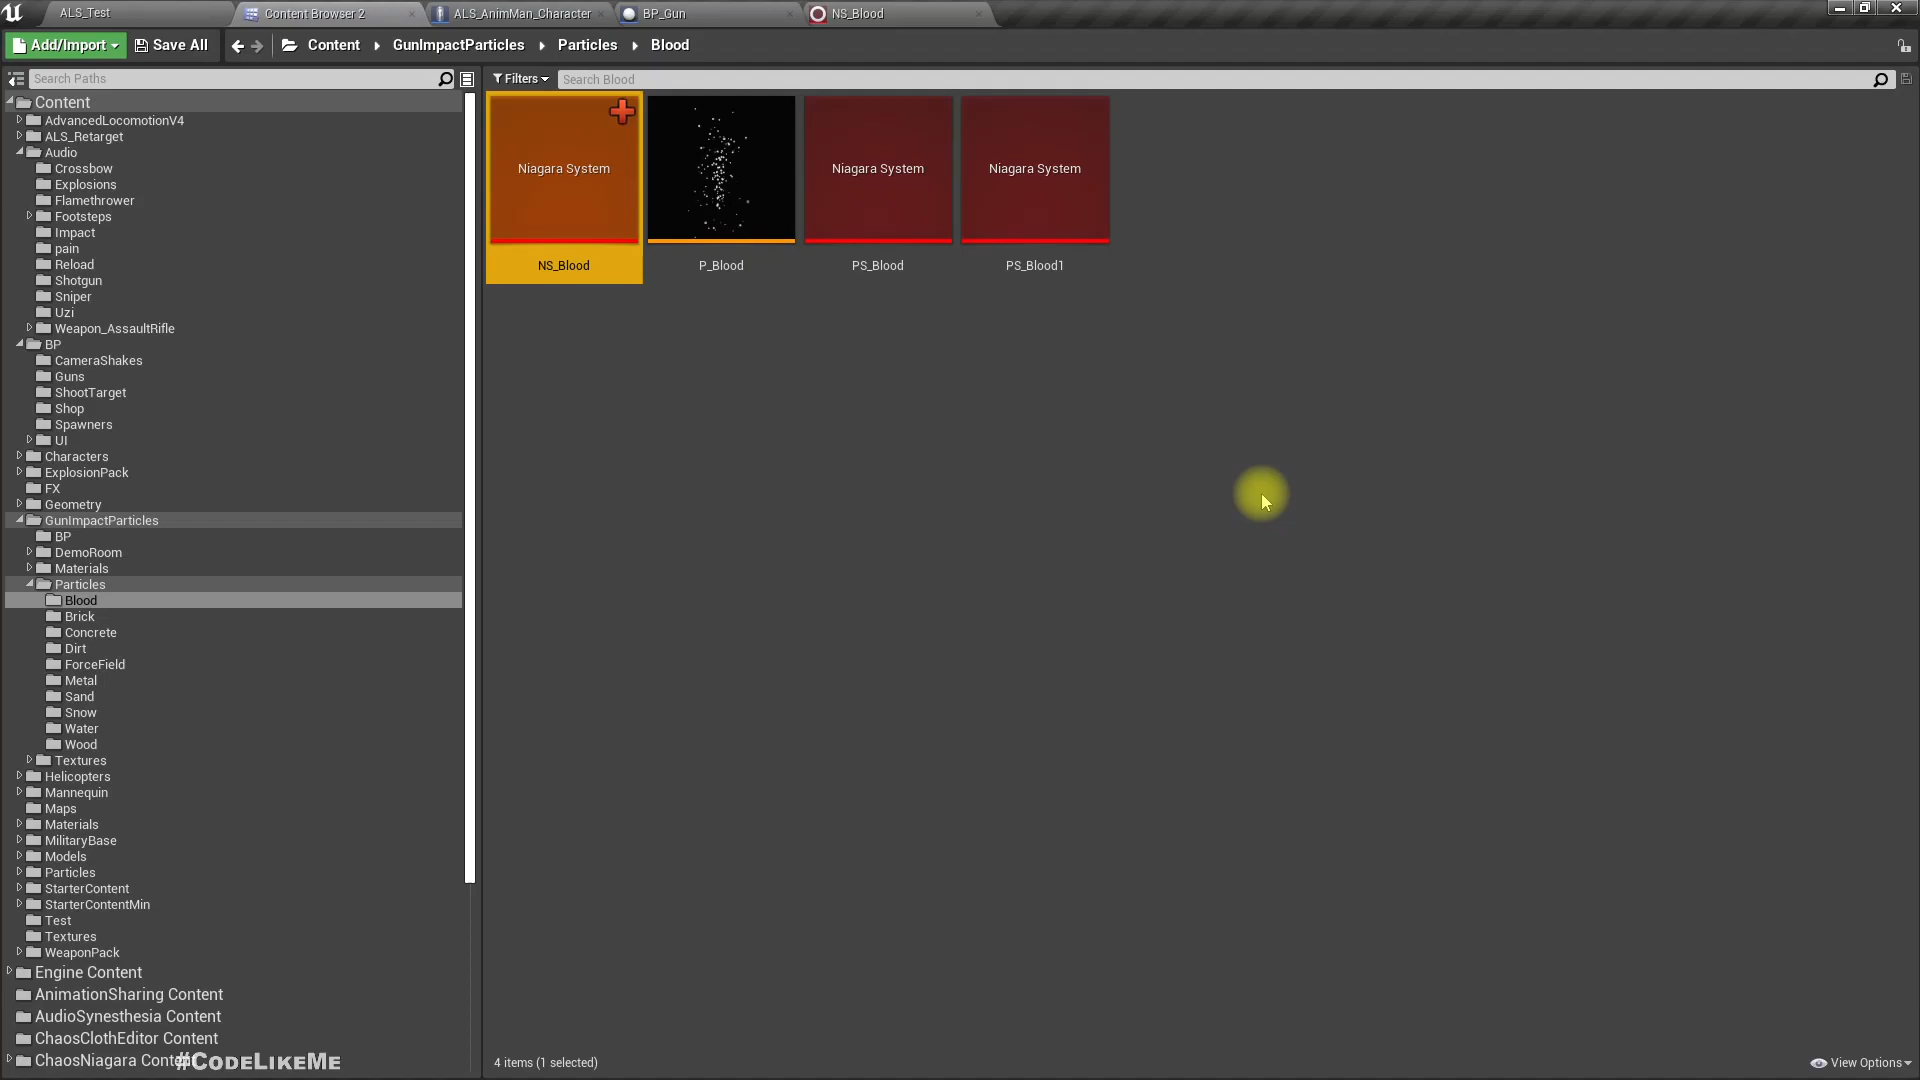 ALS_Test
Content Browser 2
ALS_AnimMan_Character
BP_Gun
NS_Blood
Add/Import
Save All
Content
GunImpactParticles
Particles
Blood
Search Paths
Filters
Search Blood
Content
AdvancedLocomotionV4
ALS_Retarget
Audio
Crossbow
Explosions
Flamethrower
Footsteps
Impact
pain
Reload
Shotgun
Sniper
Uzi
Weapon_AssaultRifle
BP
CameraShakes
Guns
ShootTarget
Shop
Spawners
UI
Characters
ExplosionPack
FX
Geometry
GunImpactParticles
BP
DemoRoom
Materials
Particles
Blood
Brick
Concrete
Dirt
ForceField
Metal
Sand
Snow
Water
Wood
Textures
Helicopters
Mannequin
Maps
Materials
MilitaryBase
Models
Particles
StarterContent
StarterContentMin
Test
Textures
WeaponPack
Engine Content
AnimationSharing Content
AudioSynesthesia Content
ChaosClothEditor Content
ChaosNiagara Content
#CodeLikeMe
Niagara System
Niagara System
Niagara System
NS_Blood
P_Blood
PS_Blood
PS_Blood1
4 items (1 selected)
View Options